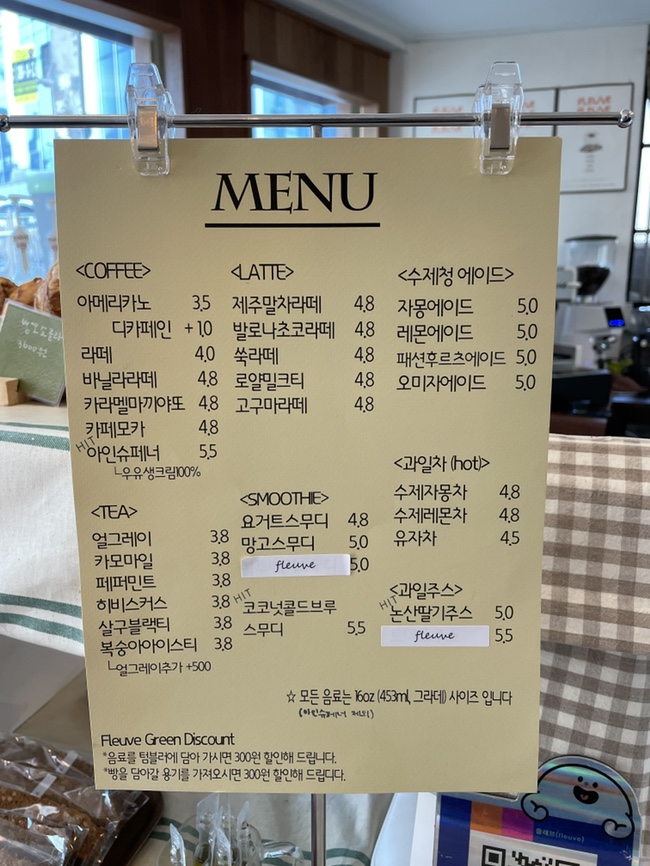 MENU
<COFFEE>
아메리카노 3.5
디카페인 +1.0
라떼 4.0
바닐라라떼 4.8
카라멜마끼야또 4.8
카페모카 4.8
HIT 아인슈페너 5.5
└우유생크림100%
<LATTE>
제주말차라떼 4.8
발로나초코라떼 4.8
쑥라떼 4.8
로얄밀크티 4.8
고구마라떼 4.8
<수제청 에이드>
자몽에이드 5.0
레몬에이드 5.0
패션후르츠에이드 5.0
오미자에이드 5.0
<TEA>
얼그레이 3.8
카모마일 3.8
페퍼민트 3.8
히비스커스 3.8
살구블랙티 3.8
복숭아아이스티 3.8
└얼그레이추가 +500
<SMOOTHIE>
요거트스무디 4.8
망고스무디 5.0
fleuve 5.0
HIT 코코넛콜드브루
스무디 5.5
<과일차 (hot)>
수제자몽차 4.8
수제레몬차 4.8
유자차 4.5
<과일주스>
HIT 논산딸기주스 5.0
fleuve 5.5
☆ 모든 음료는 16oz (453ml, 그라데) 사이즈 입니다
(아인슈페너 제외)
Fleuve Green Discount
*음료를 텀블러에 담아 가시면 300원 할인해 드립니다.
*빵을 담아갈 용기를 가져오시면 300원 할인해 드립니다.
플레브(fleuve)